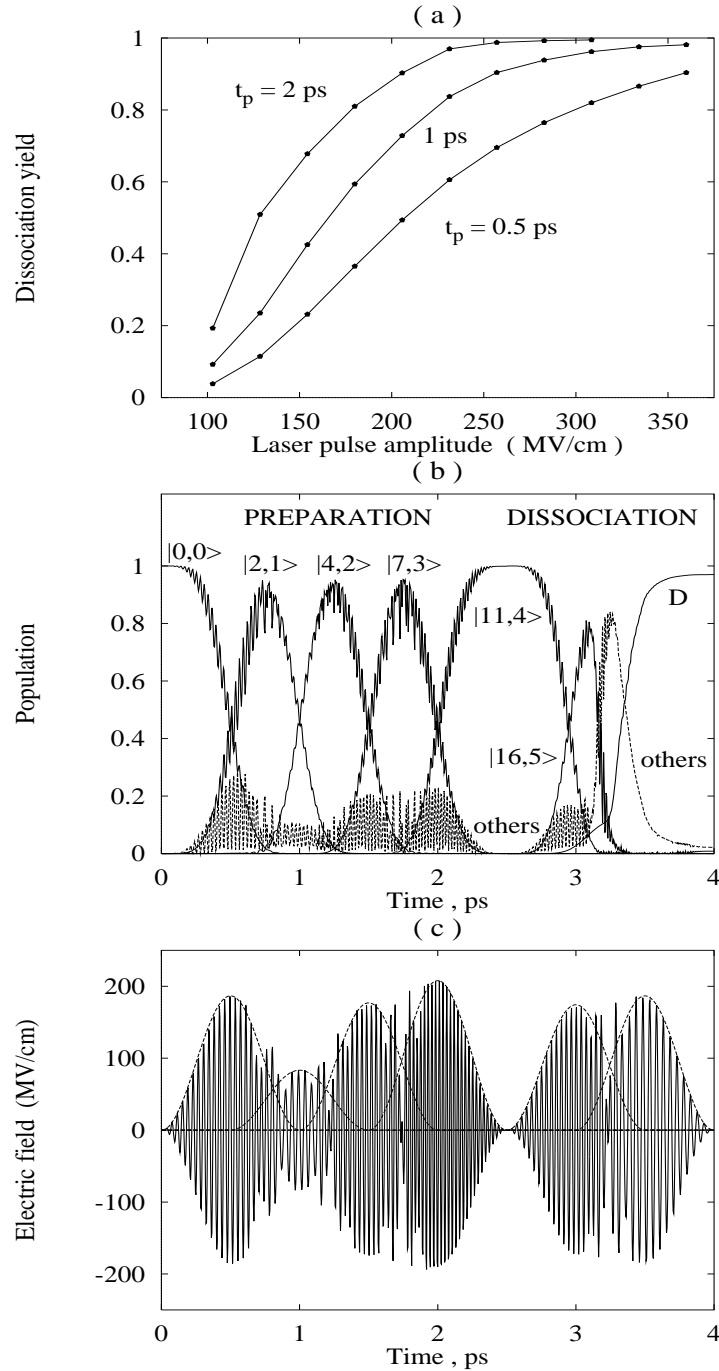 ( a )
1
0.8
0.6
0.4
0.2
0
Dissociation yield
t_p = 2 ps
1 ps
t_p = 0.5 ps
100 150 200 250 300 350
Laser pulse amplitude ( MV/cm )
( b )
PREPARATION DISSOCIATION
|0,0> |2,1> |4,2> |7,3>
|11,4>
D
|16,5>
others
others
1
0.8
0.6
0.4
0.2
0
Population
0 1 2 3 4
Time , ps
( c )
200
100
0
-100
-200
Electric field (MV/cm)
0 1 2 3 4
Time , ps